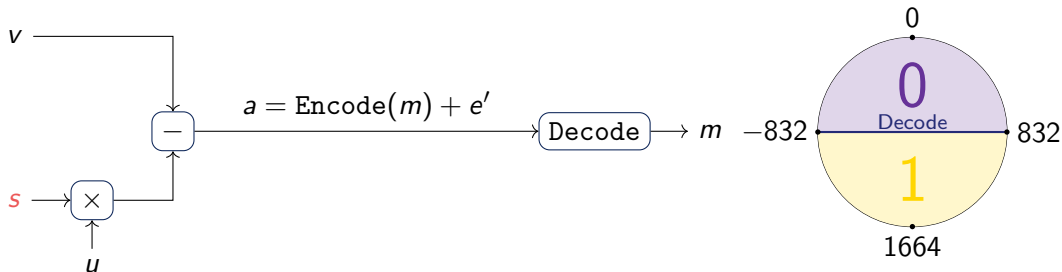 v
−
a = Encode(m) + e′
Decode
m
s
×
u
0
0
Decode
−832
832
1
1664